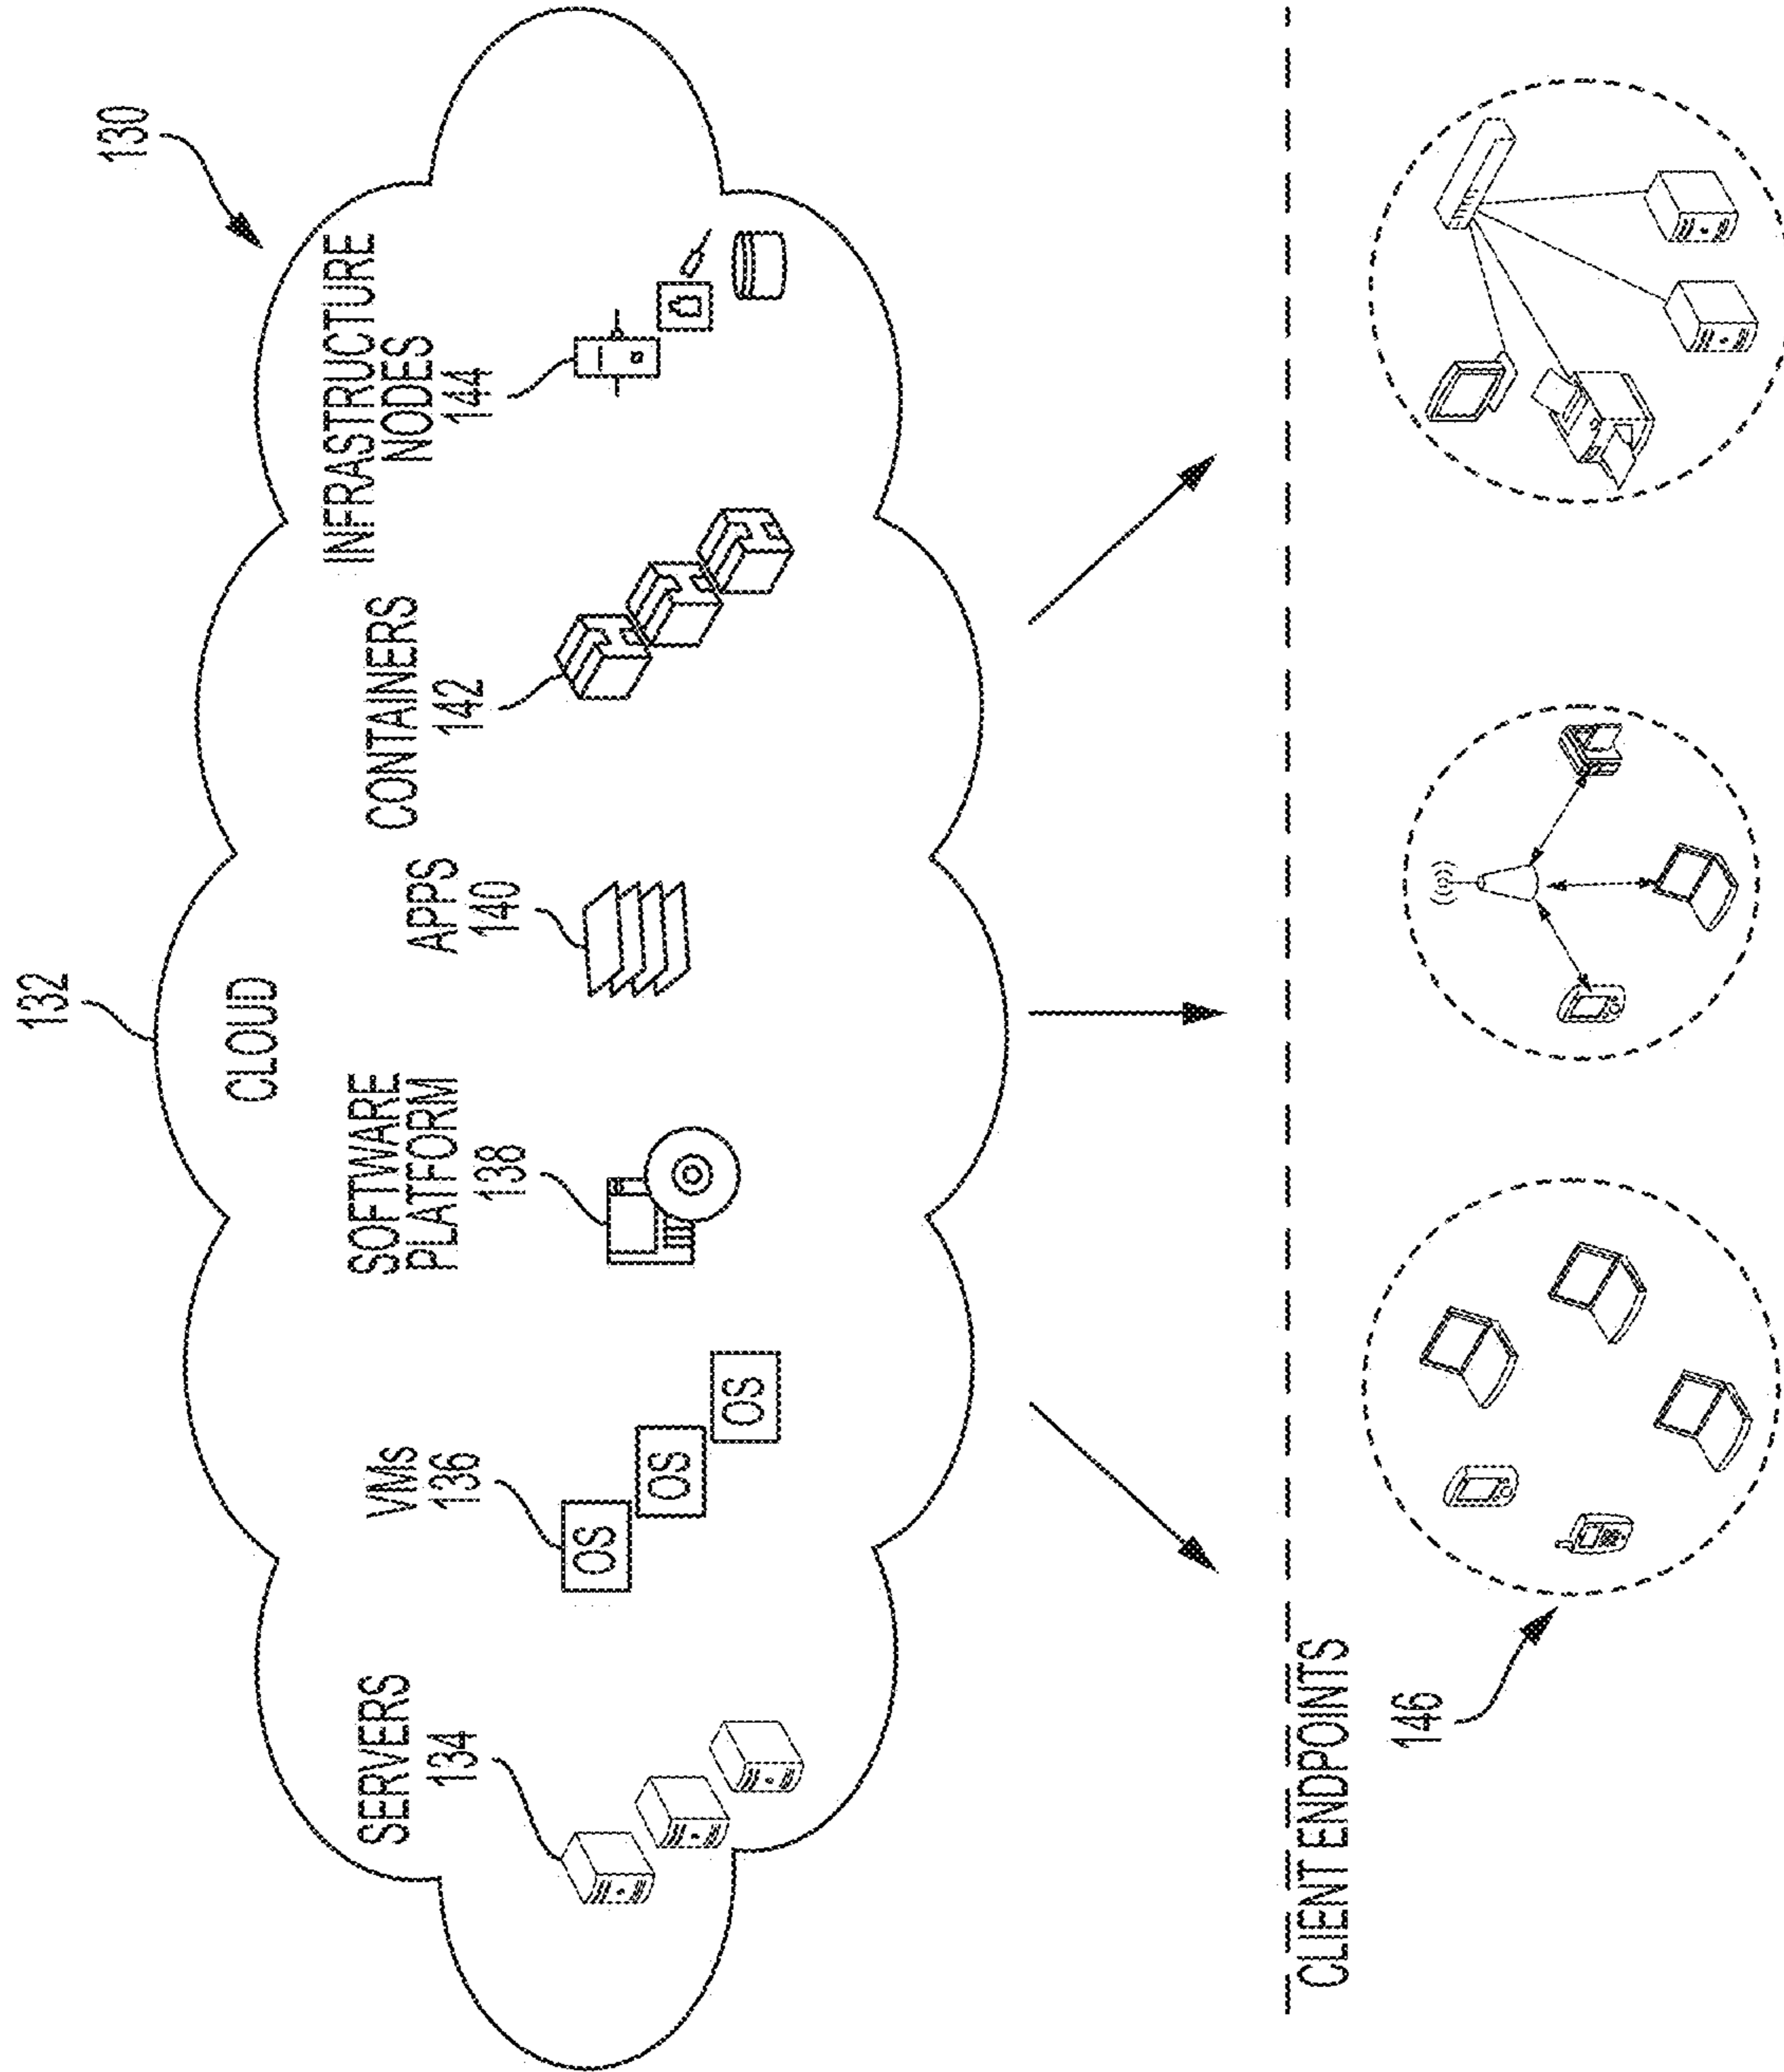 130
132
CLOUD
SERVERS
134
VMs
136
OS
OS
OS
SOFTWARE
PLATFORM
138
APPS
140
CONTAINERS
142
INFRASTRUCTURE
NODES
144
CLIENT ENDPOINTS
146